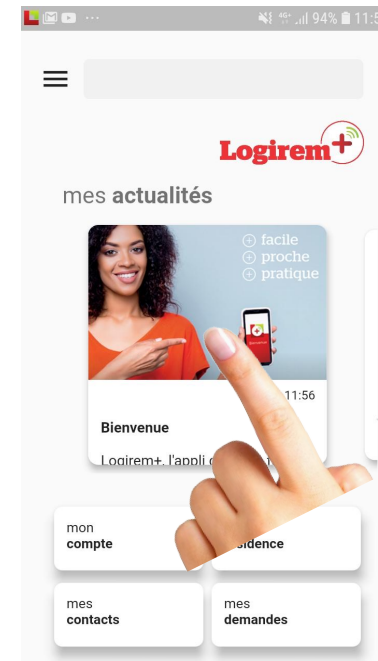 4G+ 94% 11:5
Logirem+
mes actualités
facile
proche
pratique
11:56
Bienvenue
Logirem+, l'appli
mon
compte
mes
contacts
mes
demandes